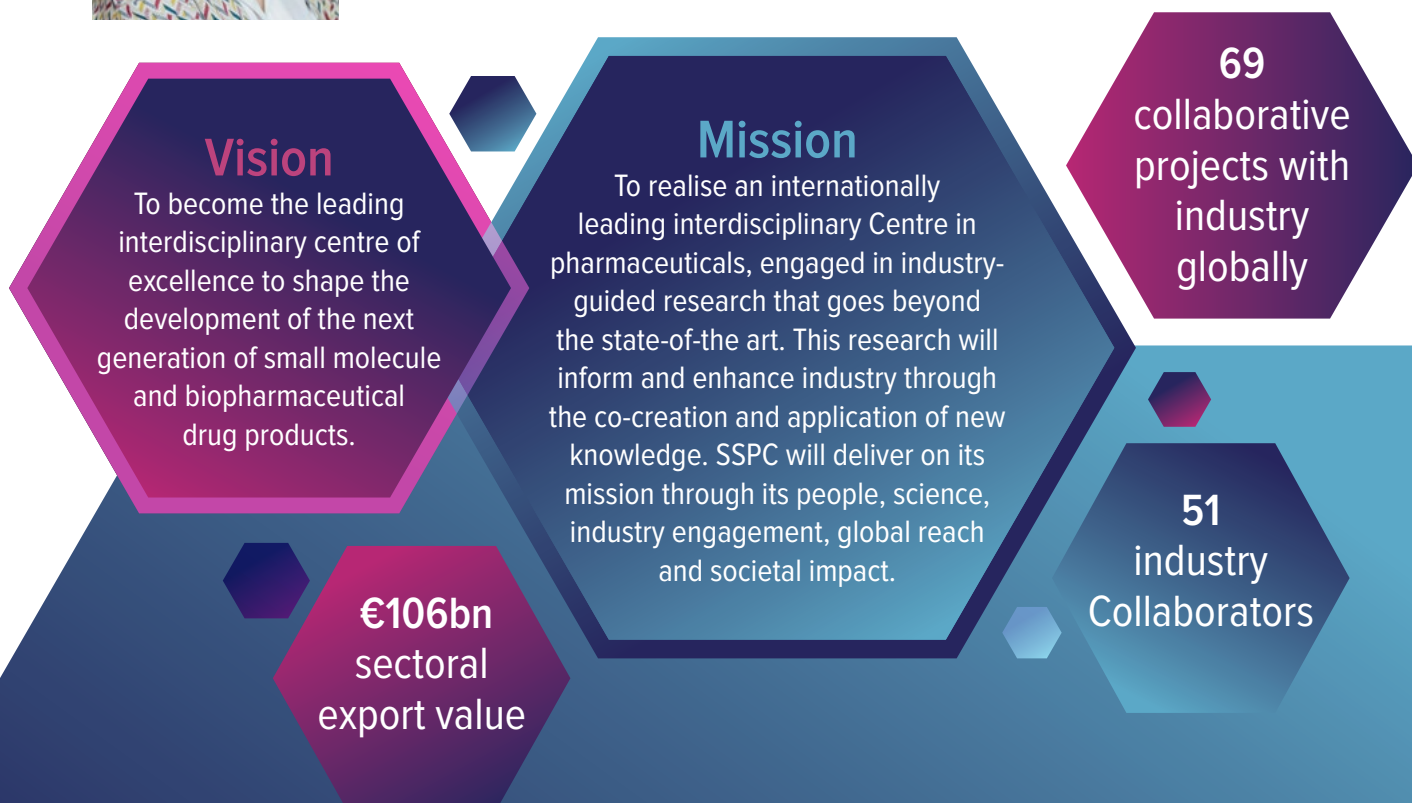 Vision
To become the leading
interdisciplinary centre of
excellence to shape the
development of the next
generation of small molecule
and biopharmaceutical
drug products.
Mission
To realise an internationally
leading interdisciplinary Centre in
pharmaceuticals, engaged in industry-
guided research that goes beyond
the state-of-the art. This research will
inform and enhance industry through
the co-creation and application of new
knowledge. SSPC will deliver on its
mission through its people, science,
industry engagement, global reach
and societal impact.
69
collaborative
projects with
industry
globally
51
industry
Collaborators
€106bn
sectoral
export value